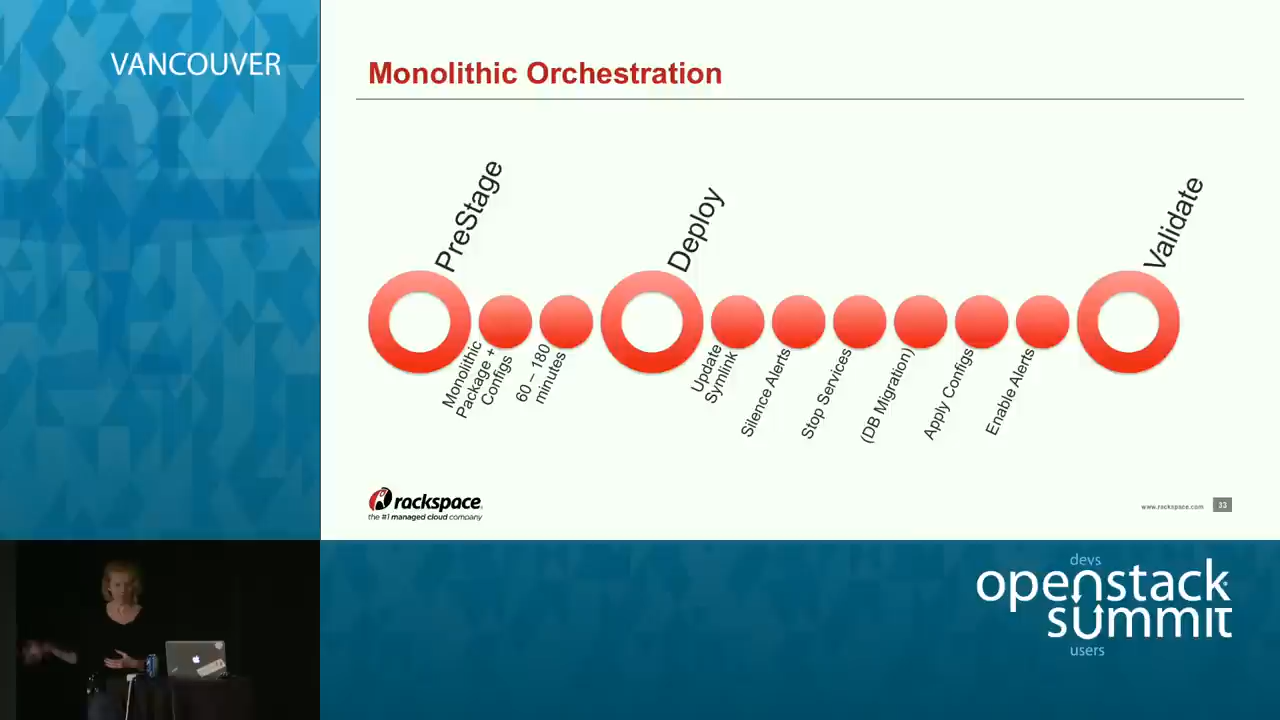 VANCOUVER
Monolithic Orchestration
PreStage
Deploy
Validate
Monolithic
Package +
Configs
60 – 180
minutes
Update
Symlink
Silence Alerts
Stop Services
(DB Migration)
Apply Configs
Enable Alerts
rackspace
the #1 managed cloud company
www.rackspace.com
33
devs
openstack
summit
users